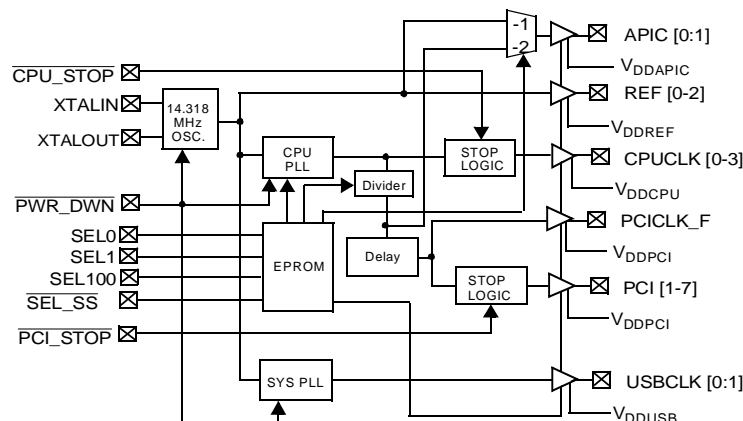 -1
-2
APIC [0:1]
VDDAPIC
CPU_STOP
XTALIN
XTALOUT
14.318
MHz
OSC.
REF [0-2]
VDDREF
CPU
PLL
STOP
LOGIC
CPUCLK [0-3]
VDDCPU
PWR_DWN
Divider
SEL0
SEL1
SEL100
SEL_SS
EPROM
Delay
PCICLK_F
VDDPCI
STOP
LOGIC
PCI [1-7]
VDDPCI
PCI_STOP
SYS PLL
USBCLK [0:1]
VDDUSB